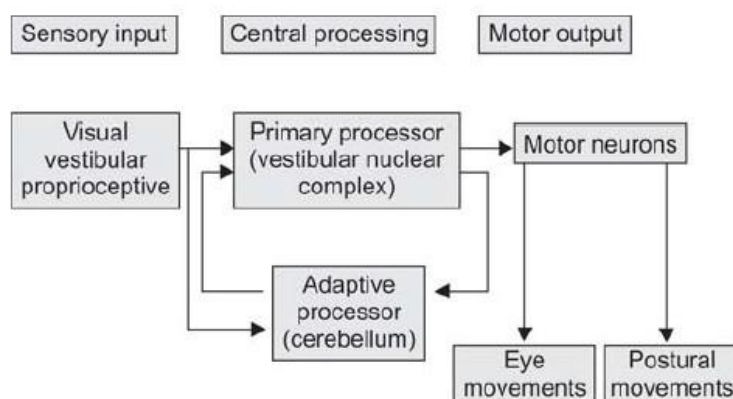 Sensory input
Central processing
Motor output
Visual
vestibular
proprioceptive
Primary processor
(vestibular nuclear
complex)
Motor neurons
Adaptive
processor
(cerebellum)
Eye
movements
Postural
movements